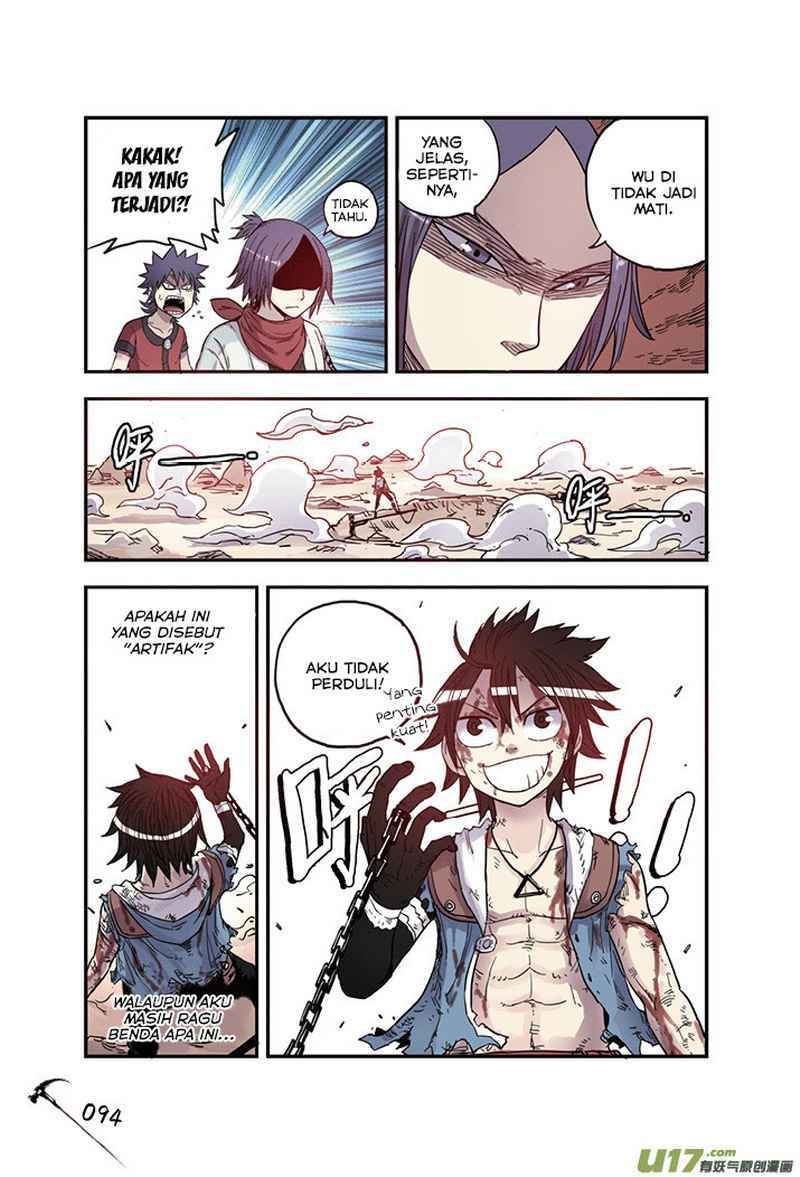 KAKAK!
APA YANG
TERJADI?!
TIDAK
TAHU.
YANG
JELAS,
SEPERTI-
NYA,
WU DI
TIDAK JADI
MATI.
呼
呼
APAKAH INI
YANG DISEBUT
"ARTIFAK"?
WALAUPUN AKU
MASIH RAGU
BENDA APA INI...
AKU TIDAK
PERDULI!
Yang
penting
kuat!
呼
094
U17.com
有妖气原创漫画